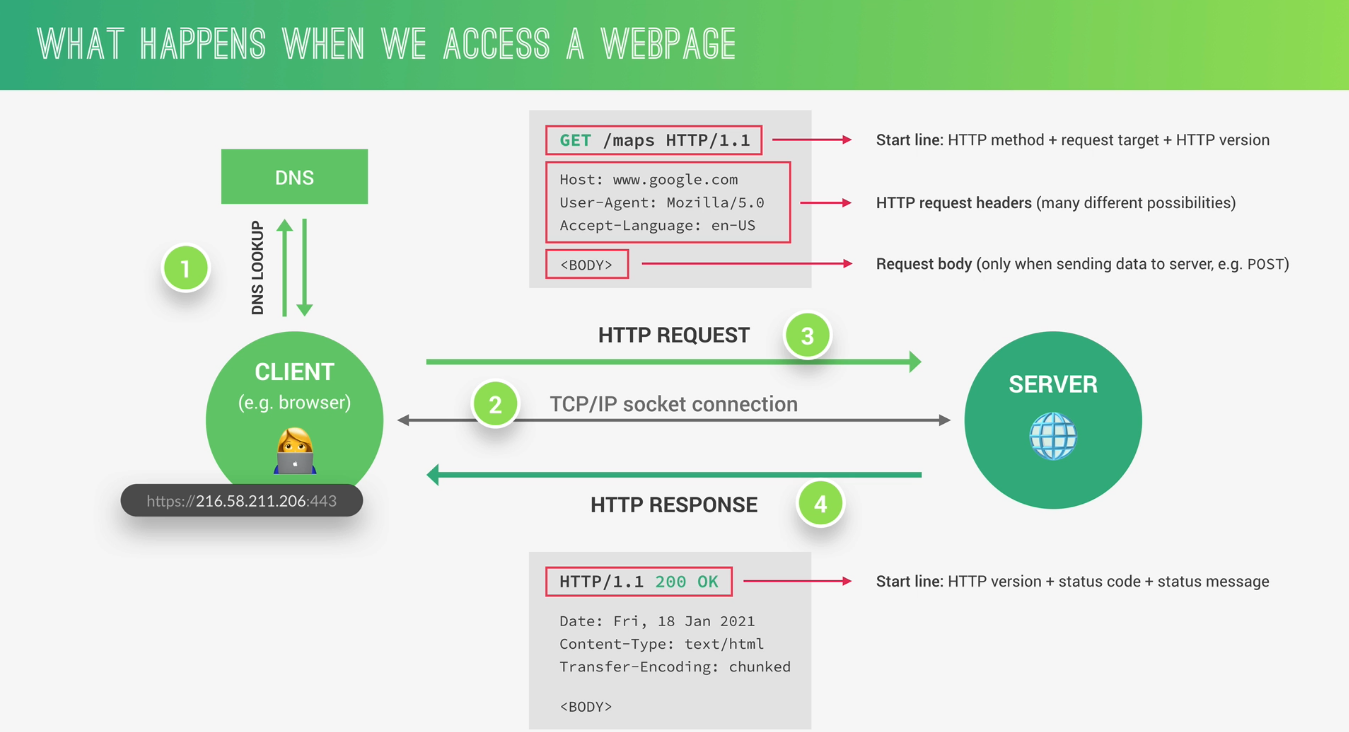 WHAT HAPPENS WHEN WE ACCESS A WEBPAGE
DNS
DNS LOOKUP
1
CLIENT
(e.g. browser)
https://216.58.211.206:443
GET /maps HTTP/1.1
Start line: HTTP method + request target + HTTP version
Host: www.google.com
User-Agent: Mozilla/5.0
Accept-Language: en-US
HTTP request headers (many different possibilities)
<BODY>
Request body (only when sending data to server, e.g. POST)
HTTP REQUEST
3
2
TCP/IP socket connection
SERVER
HTTP RESPONSE
4
HTTP/1.1 200 OK
Start line: HTTP version + status code + status message
Date: Fri, 18 Jan 2021
Content-Type: text/html
Transfer-Encoding: chunked
<BODY>